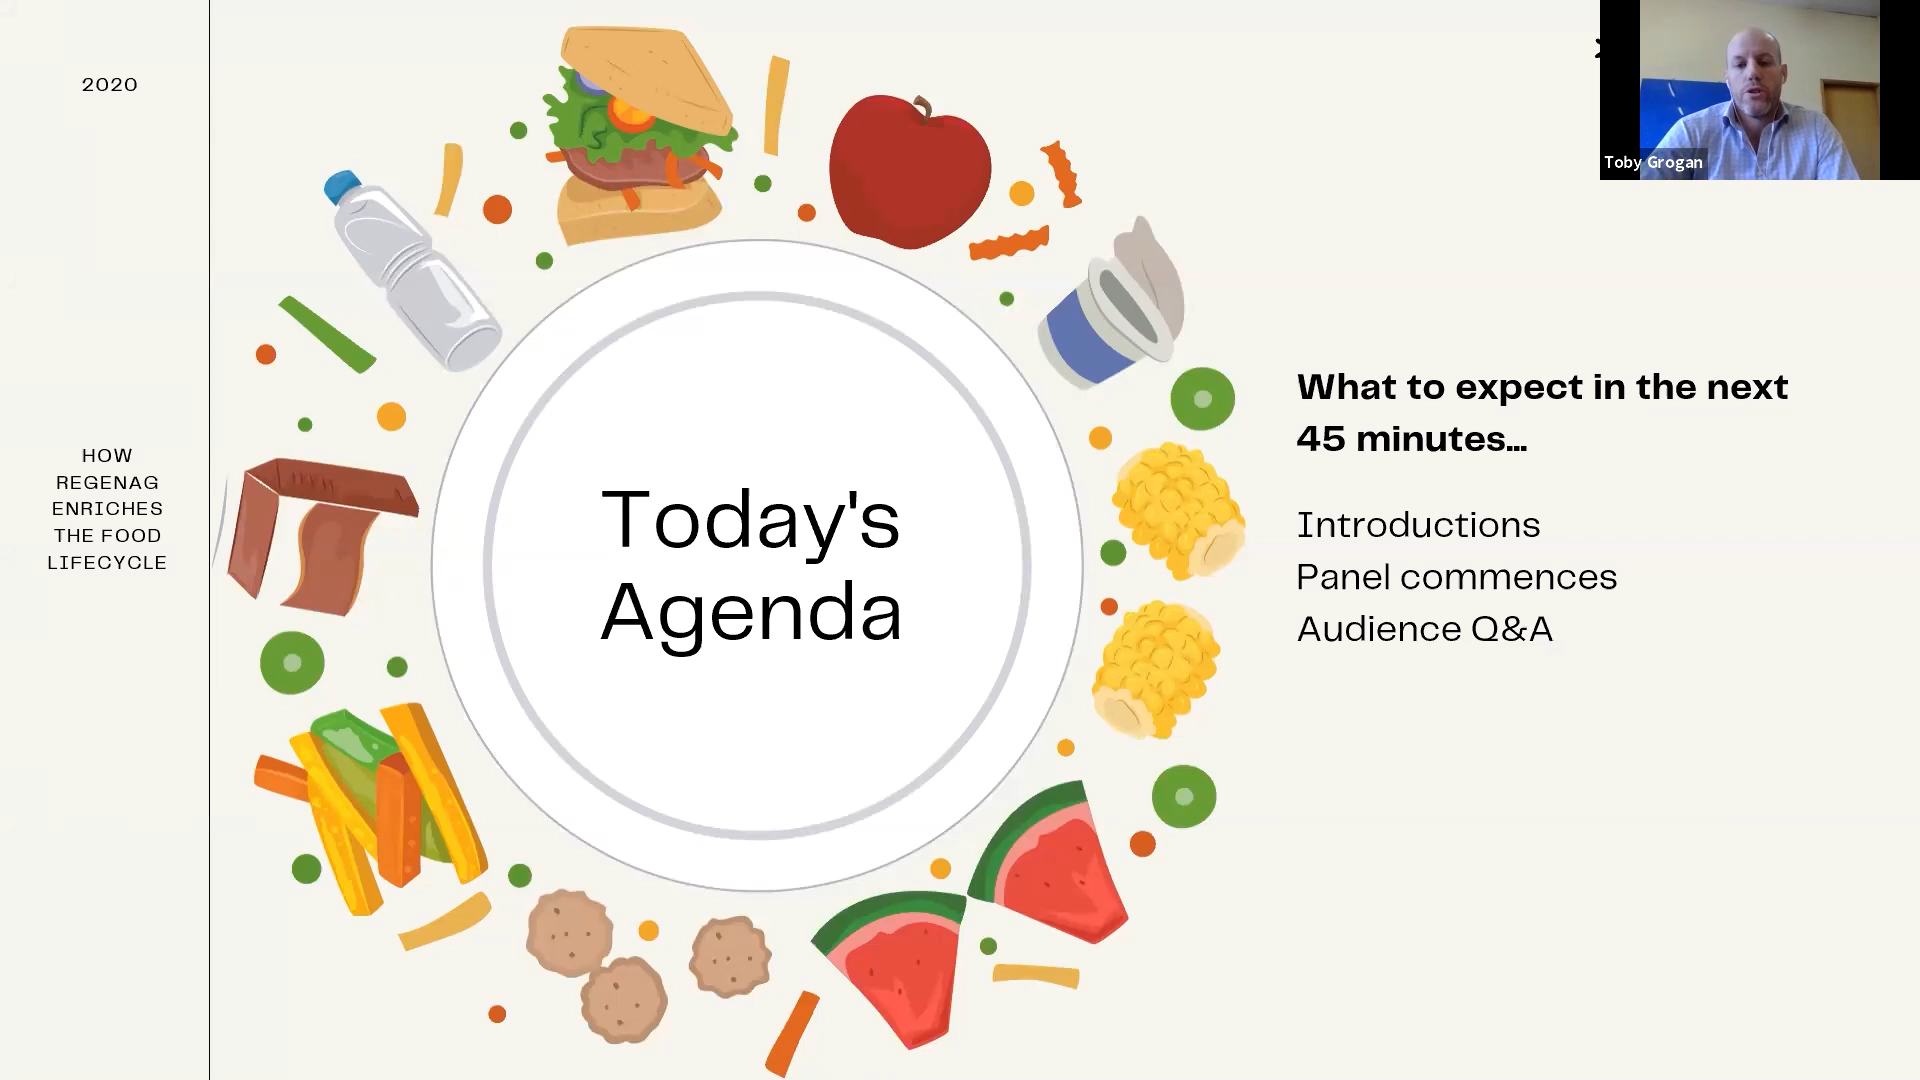 2020
HOW
REGENAG
ENRICHES
THE FOOD
LIFECYCLE
Today's
Agenda
What to expect in the next
45 minutes...
Introductions
Panel commences
Audience Q&A
Toby Grogan